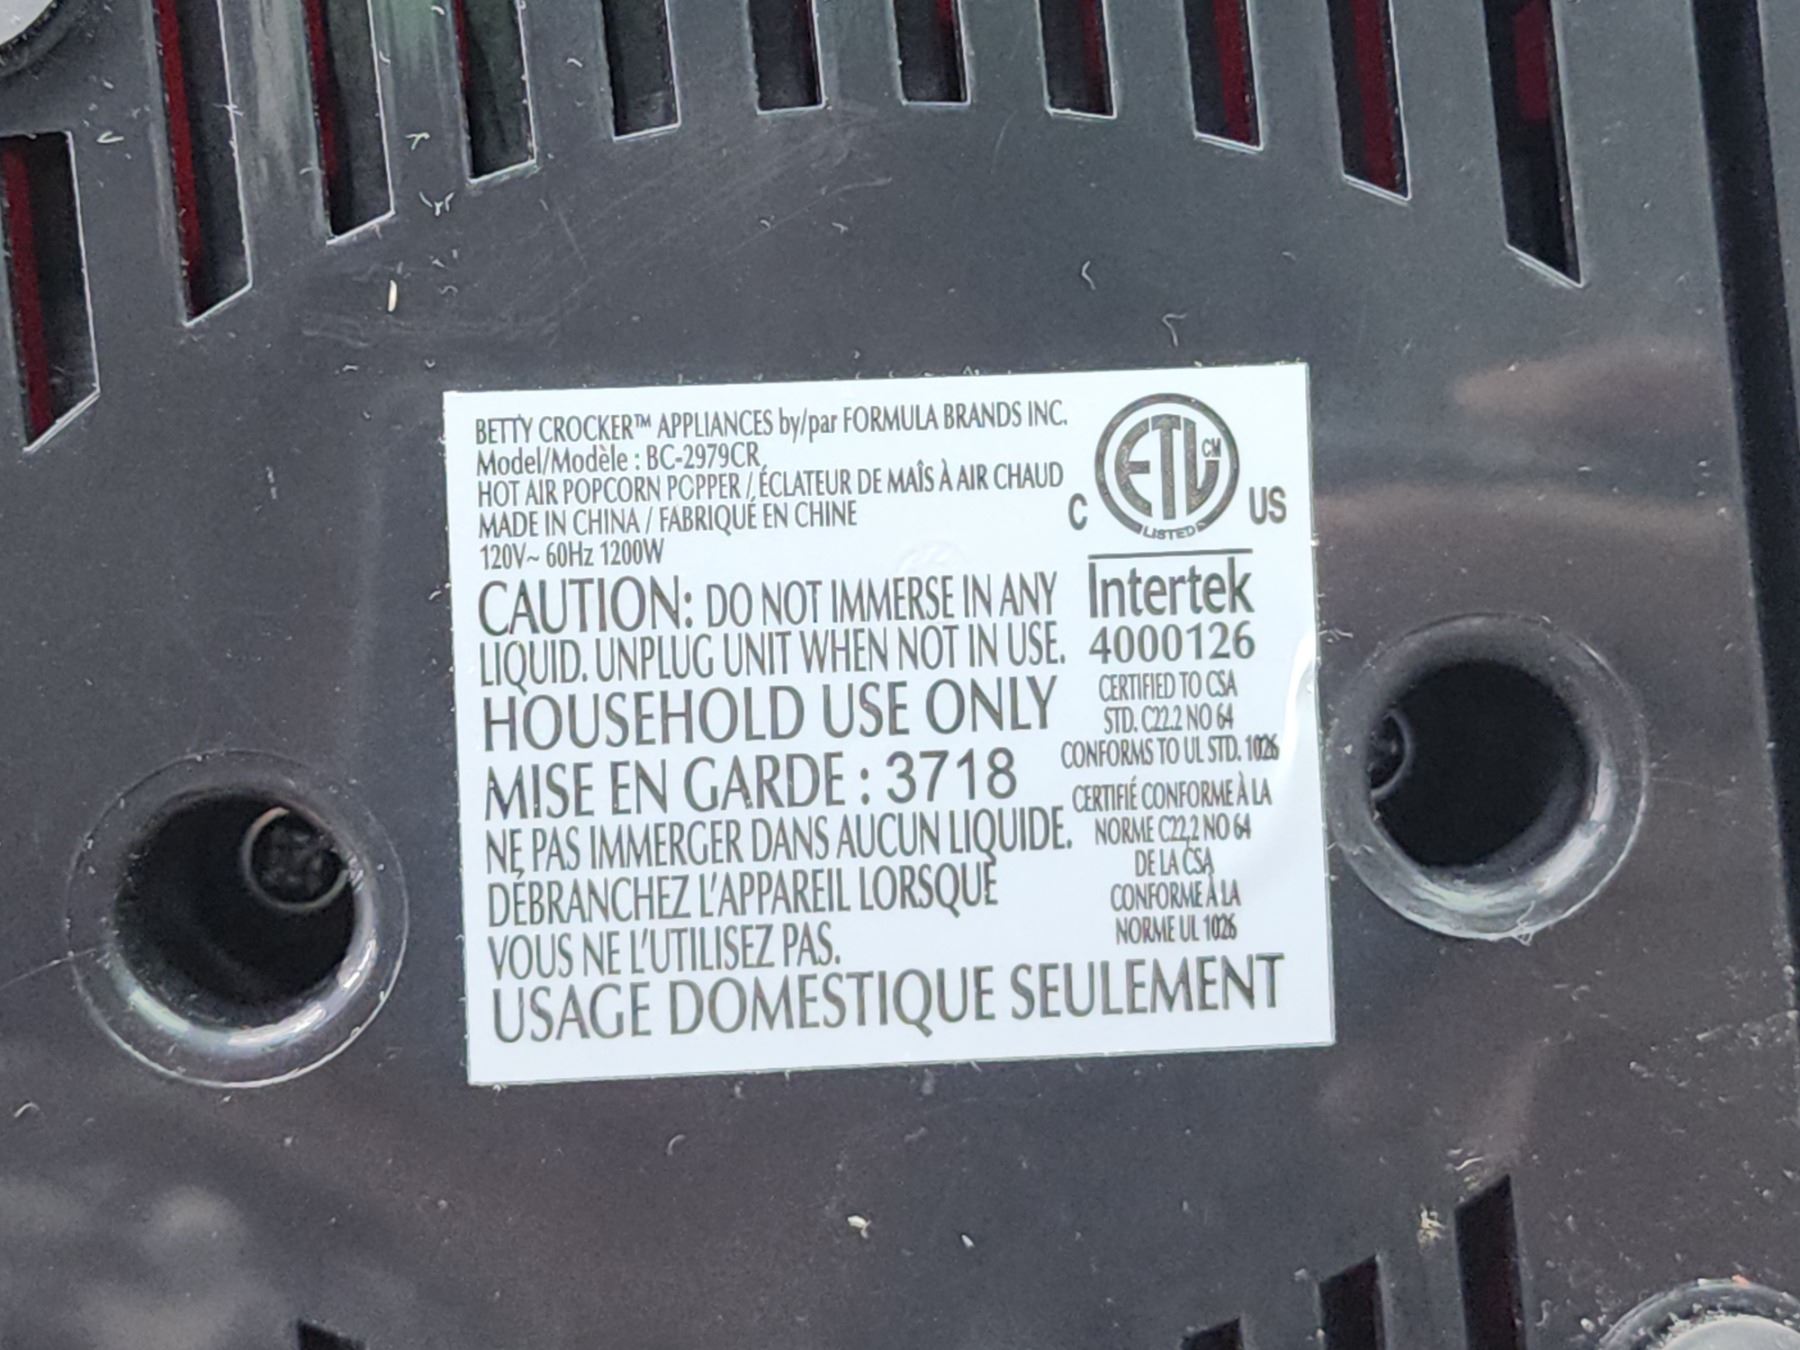 BETTY CROCKER™ APPLIANCES by/par FORMULA BRANDS INC.
Model/Modèle : BC-2979CR
HOT AIR POPCORN POPPER / ÉCLATEUR DE MAÎS À AIR CHAUD
MADE IN CHINA / FABRIQUÉ EN CHINE
120V~ 60Hz 1200W
CAUTION: DO NOT IMMERSE IN ANY
LIQUID. UNPLUG UNIT WHEN NOT IN USE.
HOUSEHOLD USE ONLY
MISE EN GARDE : 3718
NE PAS IMMERGER DANS AUCUN LIQUIDE.
DÉBRANCHEZ L'APPAREIL LORSQUE
VOUS NE L'UTILISEZ PAS.
USAGE DOMESTIQUE SEULEMENT
ETL CM
LISTED
C US
Intertek
4000126
CERTIFIED TO CSA
STD. C22.2 NO 64
CONFORMS TO UL STD. 1026
CERTIFIÉ CONFORME À LA
NORME C22.2 NO 64
DE LA CSA
CONFORME À LA
NORME UL 1026